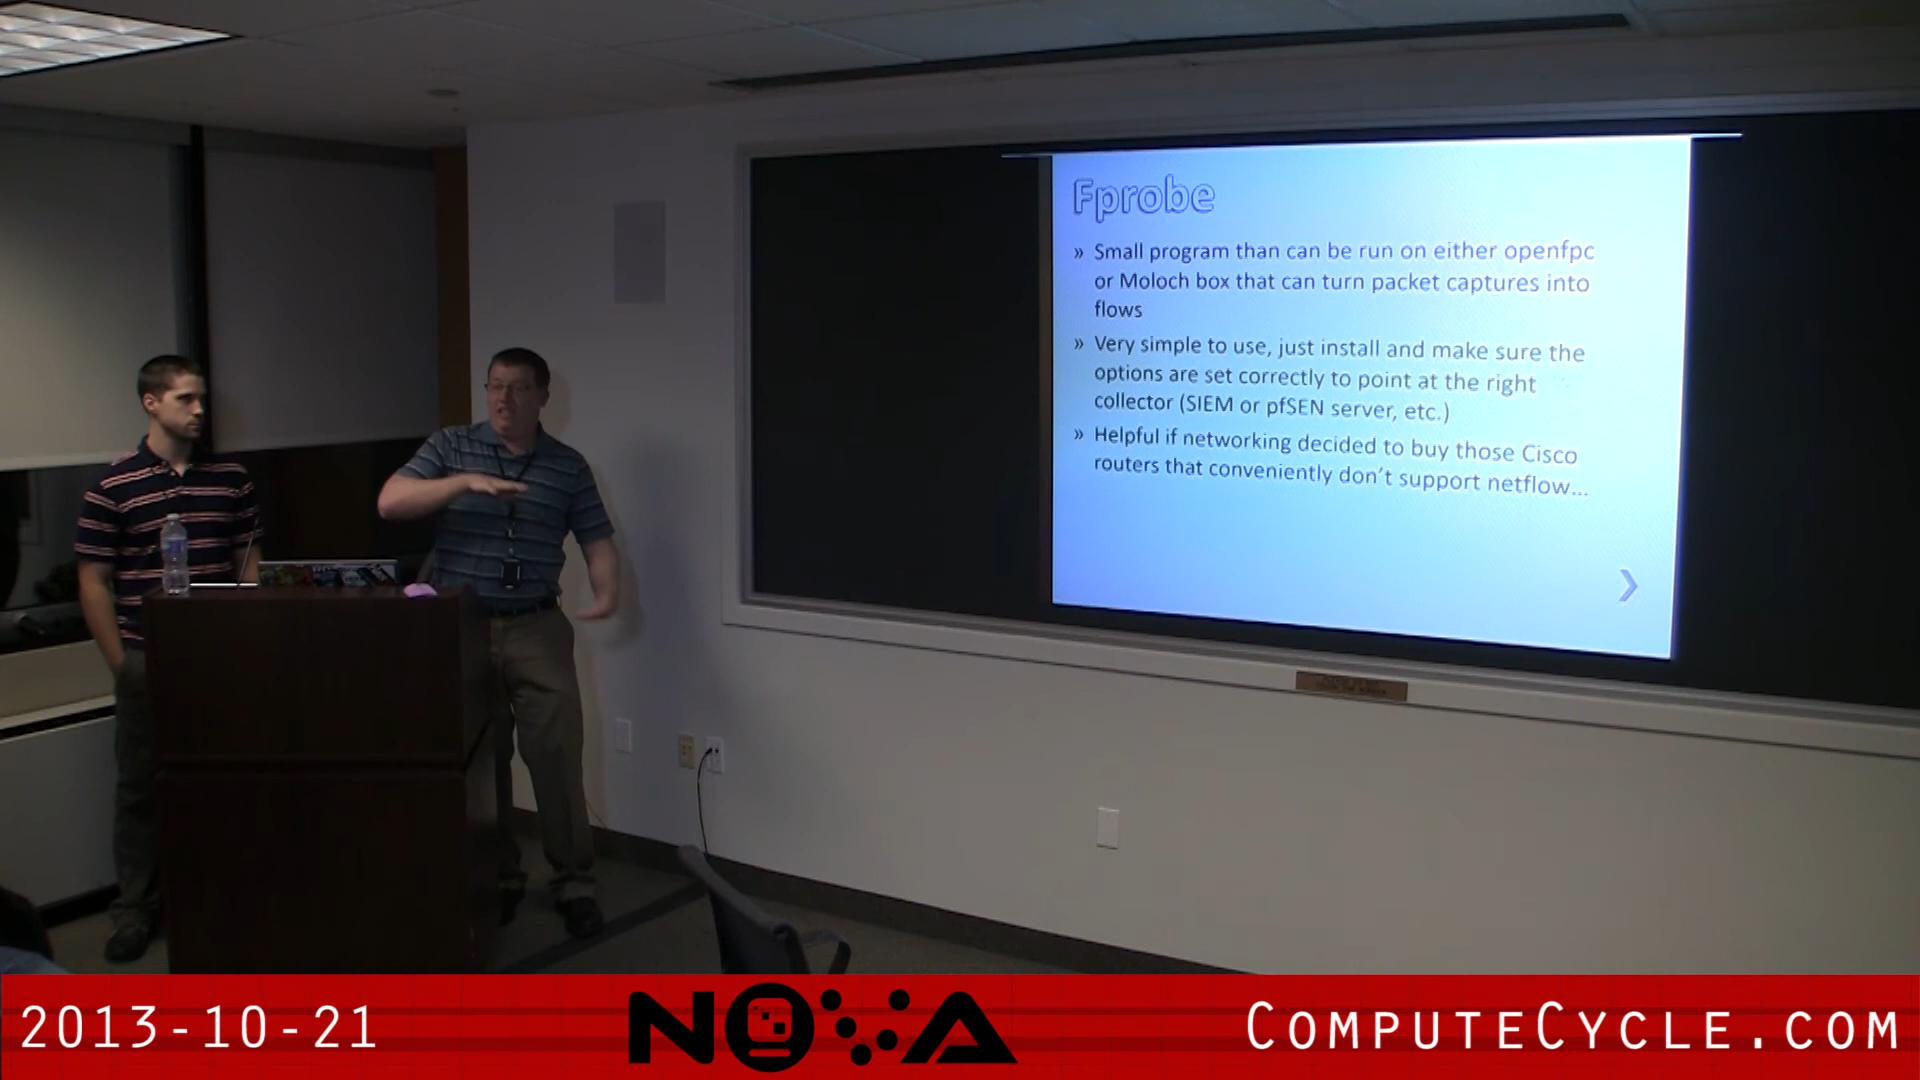 Fprobe
» Small program than can be run on either openfpc
or Moloch box that can turn packet captures into
flows
» Very simple to use, just install and make sure the
options are set correctly to point at the right
collector (SIEM or pfSEN server, etc.)
» Helpful if networking decided to buy those Cisco
routers that conveniently don't support netflow...
2013-10-21
NOVA
COMPUTECYCLE.COM